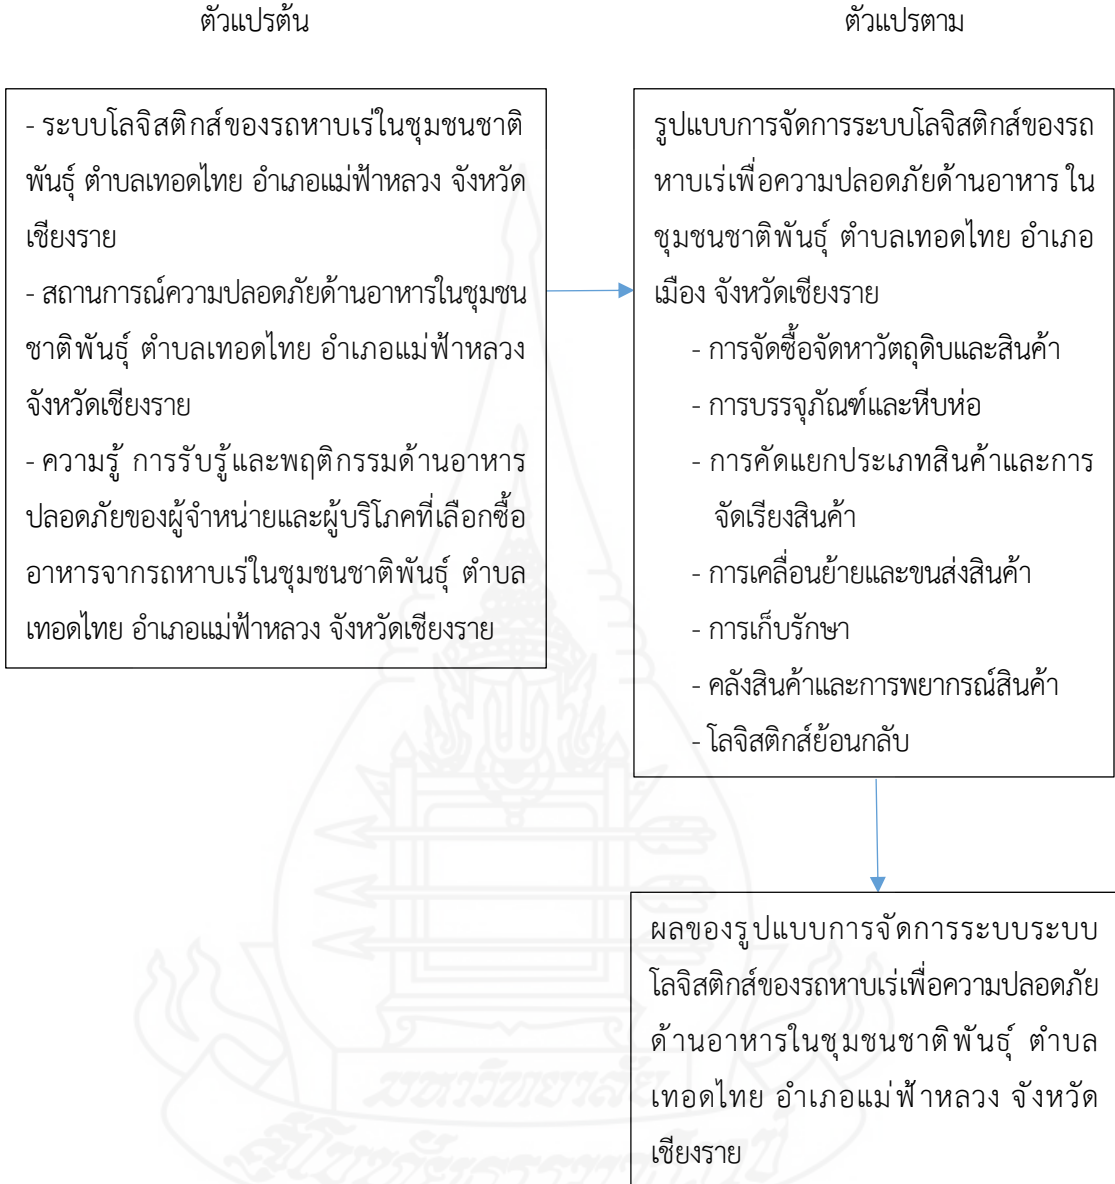 ตัวแปรต้น
ตัวแปรตาม
- ระบบโลจิสติกส์ของรถหาบเร่ในชุมชนชาติ
พันธุ์ ตำบลเทอดไทย อำเภอแม่ฟ้าหลวง จังหวัด
เชียงราย
- สถานการณ์ความปลอดภัยด้านอาหารในชุมชน
ชาติพันธุ์ ตำบลเทอดไทย อำเภอแม่ฟ้าหลวง
จังหวัดเชียงราย
- ความรู้ การรับรู้และพฤติกรรมด้านอาหาร
ปลอดภัยของผู้จำหน่ายและผู้บริโภคที่เลือกซื้อ
อาหารจากรถหาบเร่ในชุมชนชาติพันธุ์ ตำบล
เทอดไทย อำเภอแม่ฟ้าหลวง จังหวัดเชียงราย
รูปแบบการจัดการระบบโลจิสติกส์ของรถ
หาบเร่เพื่อความปลอดภัยด้านอาหาร ใน
ชุมชนชาติพันธุ์ ตำบลเทอดไทย อำเภอ
เมือง จังหวัดเชียงราย
- การจัดซื้อจัดหาวัตถุดิบและสินค้า
- การบรรจุภัณฑ์และหีบห่อ
- การคัดแยกประเภทสินค้าและการ
จัดเรียงสินค้า
- การเคลื่อนย้ายและขนส่งสินค้า
- การเก็บรักษา
- คลังสินค้าและการพยากรณ์สินค้า
- โลจิสติกส์ย้อนกลับ
ผลของรูปแบบการจัดการระบบระบบ
โลจิสติกส์ของรถหาบเร่เพื่อความปลอดภัย
ด้านอาหารในชุมชนชาติพันธุ์ ตำบล
เทอดไทย อำเภอแม่ฟ้าหลวง จังหวัด
เชียงราย
มหาวิทยาลัย